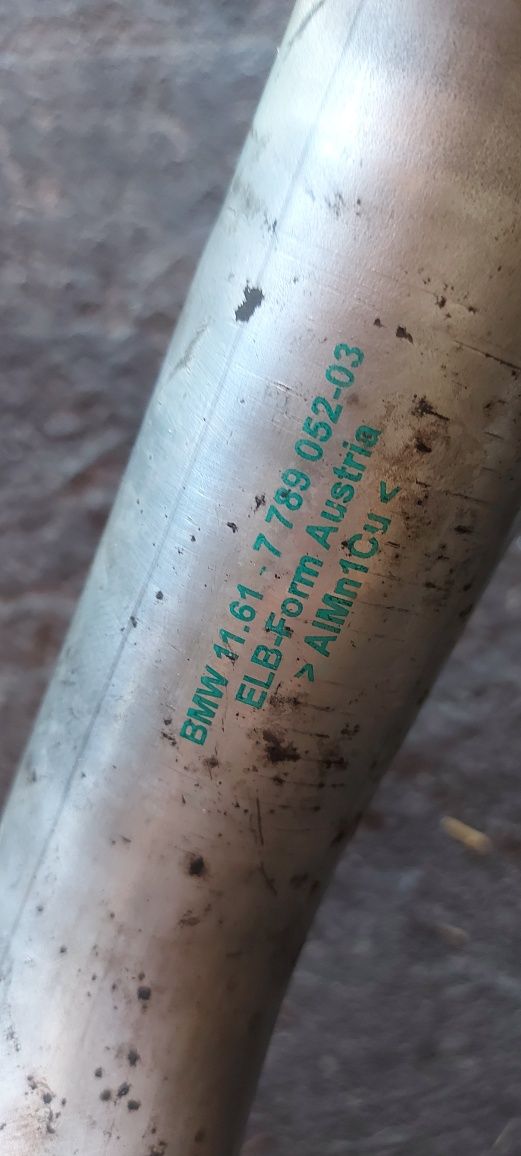 BMW 11.61 - 7 789 052-03
ELB-Form Austria
> AlMn1Cu <